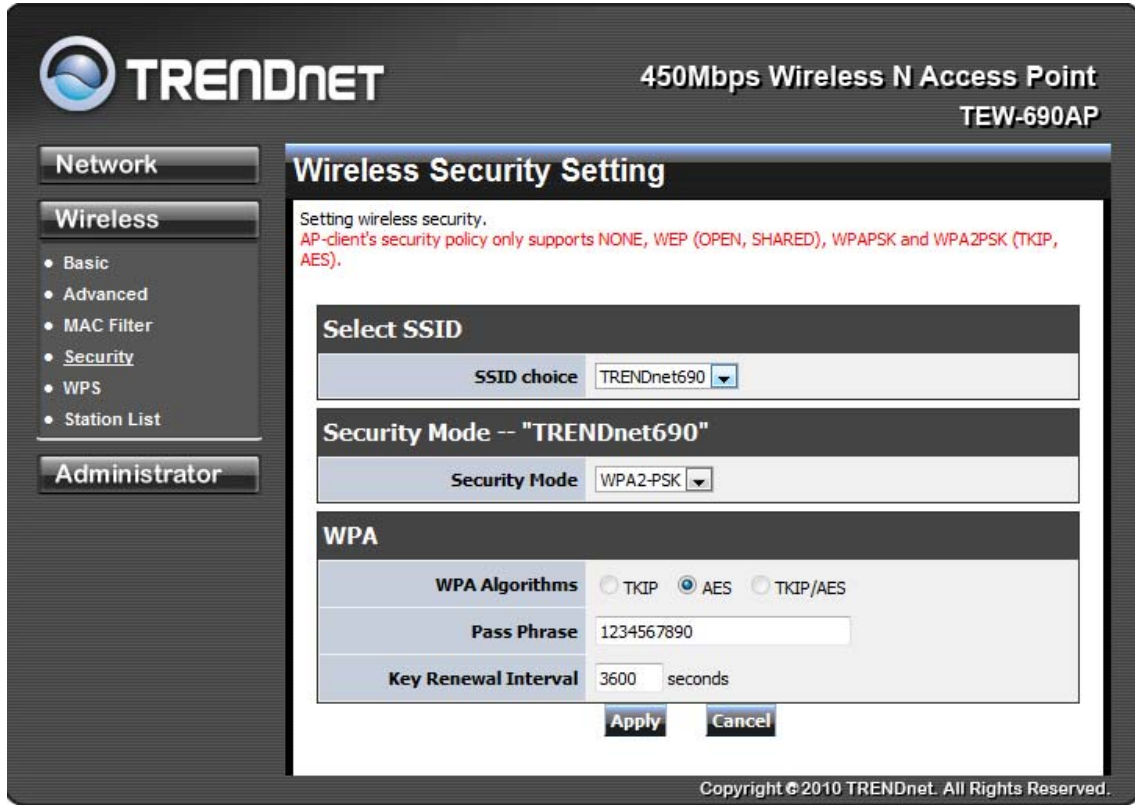 TRENDNET
450Mbps Wireless N Access Point
TEW-690AP
Network
Wireless
• Basic
• Advanced
• MAC Filter
• Security
• WPS
• Station List
Administrator
Wireless Security Setting
Setting wireless security.
AP-client's security policy only supports NONE, WEP (OPEN, SHARED), WPAPSK and WPA2PSK (TKIP,
AES).
Select SSID
SSID choice TRENDnet690
Security Mode -- "TRENDnet690"
Security Mode WPA2-PSK
WPA
WPA Algorithms TKIP AES TKIP/AES
Pass Phrase 1234567890
Key Renewal Interval 3600 seconds
Apply Cancel
Copyright © 2010 TRENDnet. All Rights Reserved.